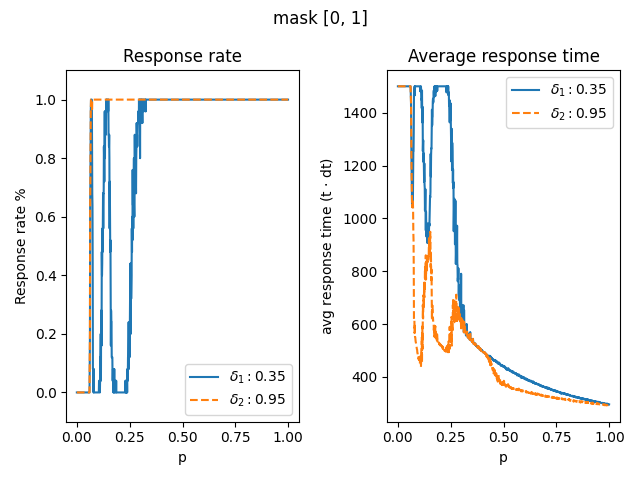 mask [0, 1]
Response rate
Response rate %
1.0
0.8
0.6
0.4
0.2
0.0
δ₁ : 0.35
δ₂ : 0.95
0.00 0.25 0.50 0.75 1.00
p
Average response time
avg response time (t · dt)
1400
1200
1000
800
600
400
δ₁ : 0.35
δ₂ : 0.95
0.00 0.25 0.50 0.75 1.00
p